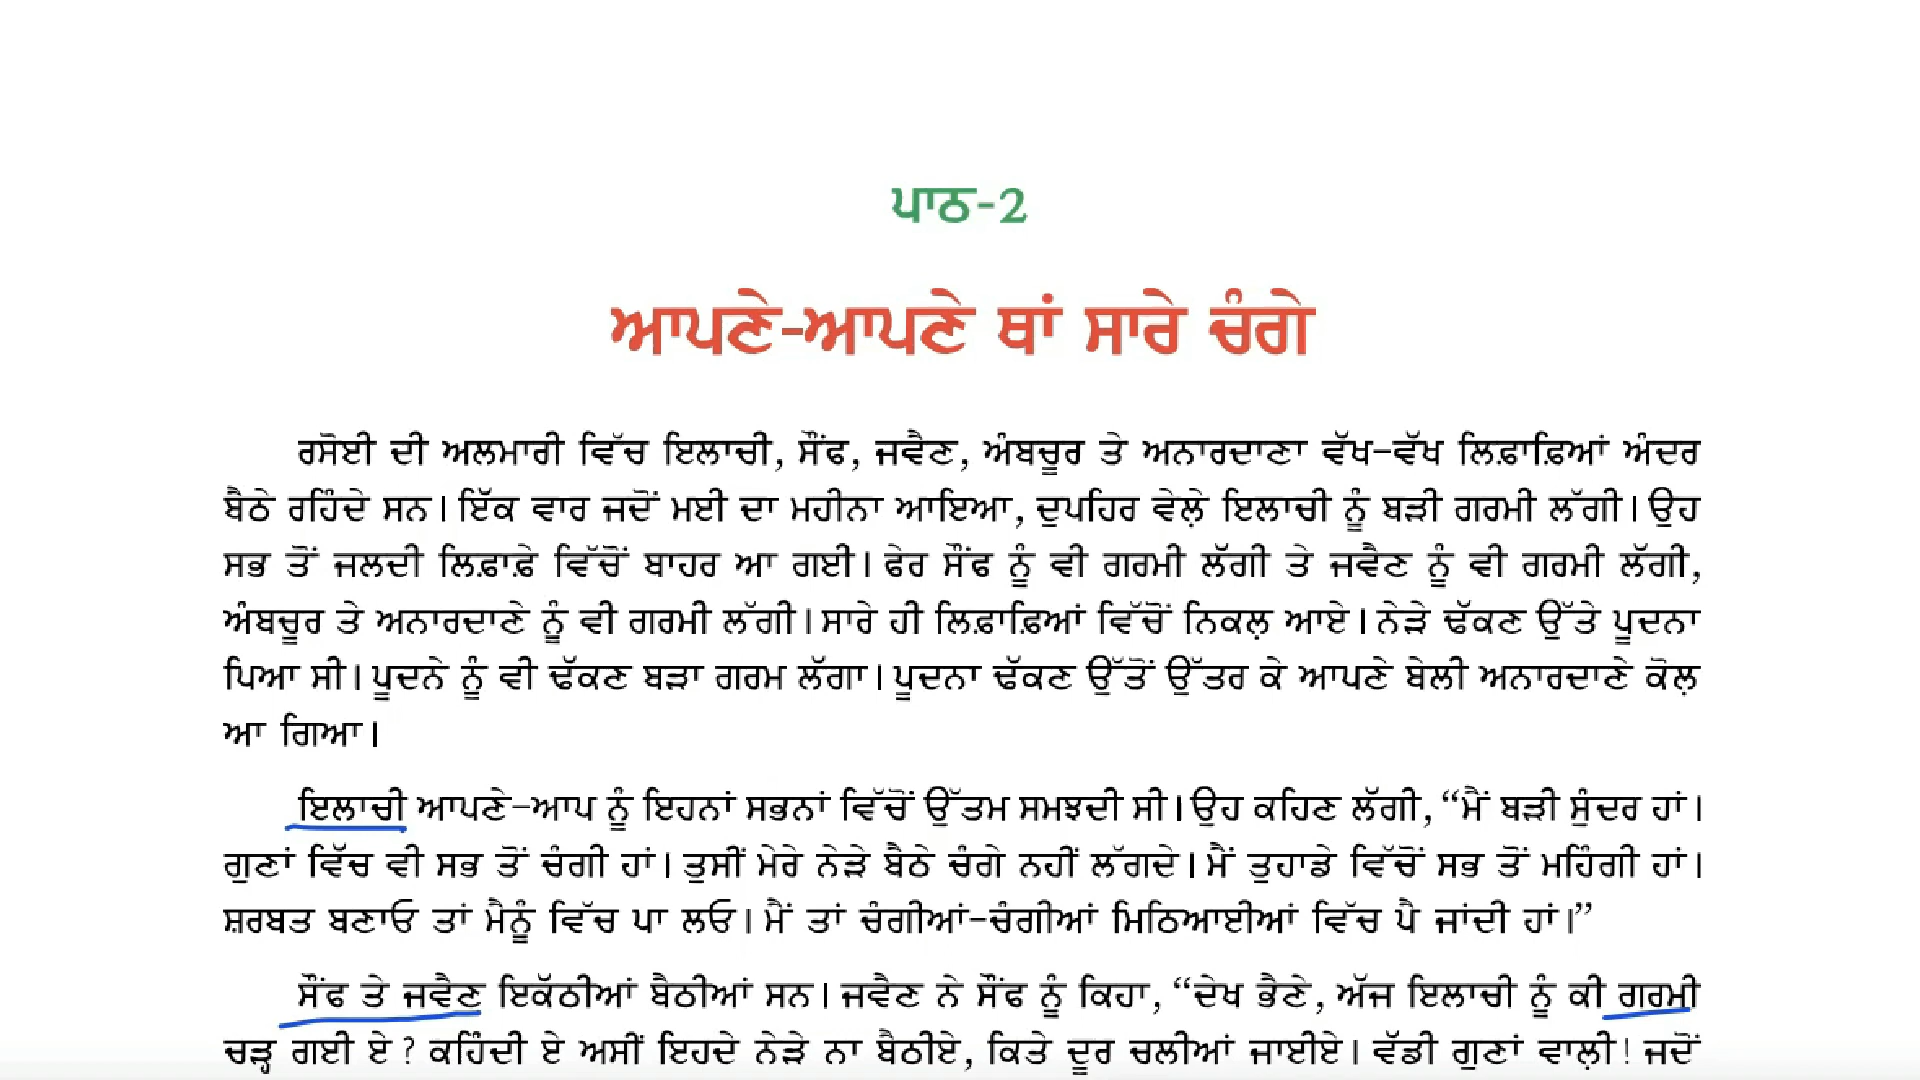 ਪਾਠ-2
ਆਪਣੇ-ਆਪਣੇ ਥਾਂ ਸਾਰੇ ਚੰਗੇ
ਰਸੋਈ ਦੀ ਅਲਮਾਰੀ ਵਿੱਚ ਇਲਾਚੀ, ਸੌਂਫ, ਜਵੈਣ, ਅੰਬਚੂਰ ਤੇ ਅਨਾਰਦਾਣਾ ਵੱਖ-ਵੱਖ ਲਿਫ਼ਾਫ਼ਿਆਂ ਅੰਦਰ
ਬੈਠੇ ਰਹਿੰਦੇ ਸਨ। ਇੱਕ ਵਾਰ ਜਦੋਂ ਮਈ ਦਾ ਮਹੀਨਾ ਆਇਆ, ਦੁਪਹਿਰ ਵੇਲ਼ੇ ਇਲਾਚੀ ਨੂੰ ਬੜੀ ਗਰਮੀ ਲੱਗੀ। ਉਹ
ਸਭ ਤੋਂ ਜਲਦੀ ਲਿਫ਼ਾਫ਼ੇ ਵਿੱਚੋਂ ਬਾਹਰ ਆ ਗਈ। ਫੇਰ ਸੌਂਫ ਨੂੰ ਵੀ ਗਰਮੀ ਲੱਗੀ ਤੇ ਜਵੈਣ ਨੂੰ ਵੀ ਗਰਮੀ ਲੱਗੀ,
ਅੰਬਚੂਰ ਤੇ ਅਨਾਰਦਾਣੇ ਨੂੰ ਵੀ ਗਰਮੀ ਲੱਗੀ। ਸਾਰੇ ਹੀ ਲਿਫ਼ਾਫ਼ਿਆਂ ਵਿੱਚੋਂ ਨਿਕਲ਼ ਆਏ। ਨੇੜੇ ਢੱਕਣ ਉੱਤੇ ਪੂਦਨਾ
ਪਿਆ ਸੀ। ਪੂਦਨੇ ਨੂੰ ਵੀ ਢੱਕਣ ਬੜਾ ਗਰਮ ਲੱਗਾ। ਪੂਦਨਾ ਢੱਕਣ ਉੱਤੋਂ ਉੱਤਰ ਕੇ ਆਪਣੇ ਬੇਲੀ ਅਨਾਰਦਾਣੇ ਕੋਲ਼
ਆ ਗਿਆ।
ਇਲਾਚੀ ਆਪਣੇ-ਆਪ ਨੂੰ ਇਹਨਾਂ ਸਭਨਾਂ ਵਿੱਚੋਂ ਉੱਤਮ ਸਮਝਦੀ ਸੀ। ਉਹ ਕਹਿਣ ਲੱਗੀ, “ਮੈਂ ਬੜੀ ਸੁੰਦਰ ਹਾਂ।
ਗੁਣਾਂ ਵਿੱਚ ਵੀ ਸਭ ਤੋਂ ਚੰਗੀ ਹਾਂ। ਤੁਸੀਂ ਮੇਰੇ ਨੇੜੇ ਬੈਠੇ ਚੰਗੇ ਨਹੀਂ ਲੱਗਦੇ। ਮੈਂ ਤੁਹਾਡੇ ਵਿੱਚੋਂ ਸਭ ਤੋਂ ਮਹਿੰਗੀ ਹਾਂ।
ਸ਼ਰਬਤ ਬਣਾਓ ਤਾਂ ਮੈਨੂੰ ਵਿੱਚ ਪਾ ਲਓ। ਮੈਂ ਤਾਂ ਚੰਗੀਆਂ-ਚੰਗੀਆਂ ਮਿਠਿਆਈਆਂ ਵਿੱਚ ਪੈ ਜਾਂਦੀ ਹਾਂ।”
ਸੌਂਫ ਤੇ ਜਵੈਣ ਇਕੱਠੀਆਂ ਬੈਠੀਆਂ ਸਨ। ਜਵੈਣ ਨੇ ਸੌਂਫ ਨੂੰ ਕਿਹਾ, “ਦੇਖ ਭੈਣੇ, ਅੱਜ ਇਲਾਚੀ ਨੂੰ ਕੀ ਗਰਮੀ
ਚੜ੍ਹ ਗਈ ਏ? ਕਹਿੰਦੀ ਏ ਅਸੀਂ ਇਹਦੇ ਨੇੜੇ ਨਾ ਬੈਠੀਏ, ਕਿਤੇ ਦੂਰ ਚਲੀਆਂ ਜਾਈਏ। ਵੱਡੀ ਗੁਣਾਂ ਵਾਲ਼ੀ! ਜਦੋਂ